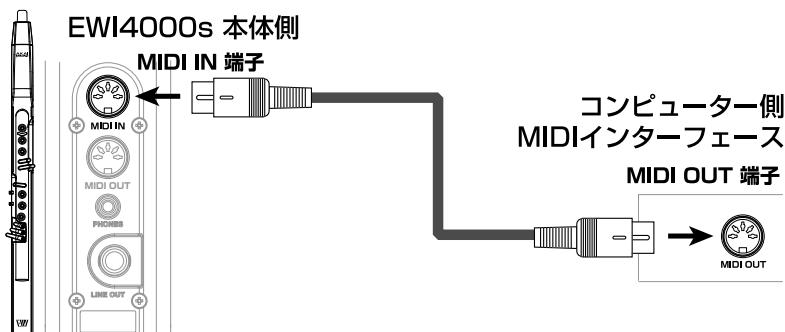 EWI4000s 本体側
MIDI IN 端子
AKAI
MIDI IN
MIDI OUT
PHONES
LINE OUT
コンピューター側
MIDIインターフェース
MIDI OUT 端子
MIDI OUT